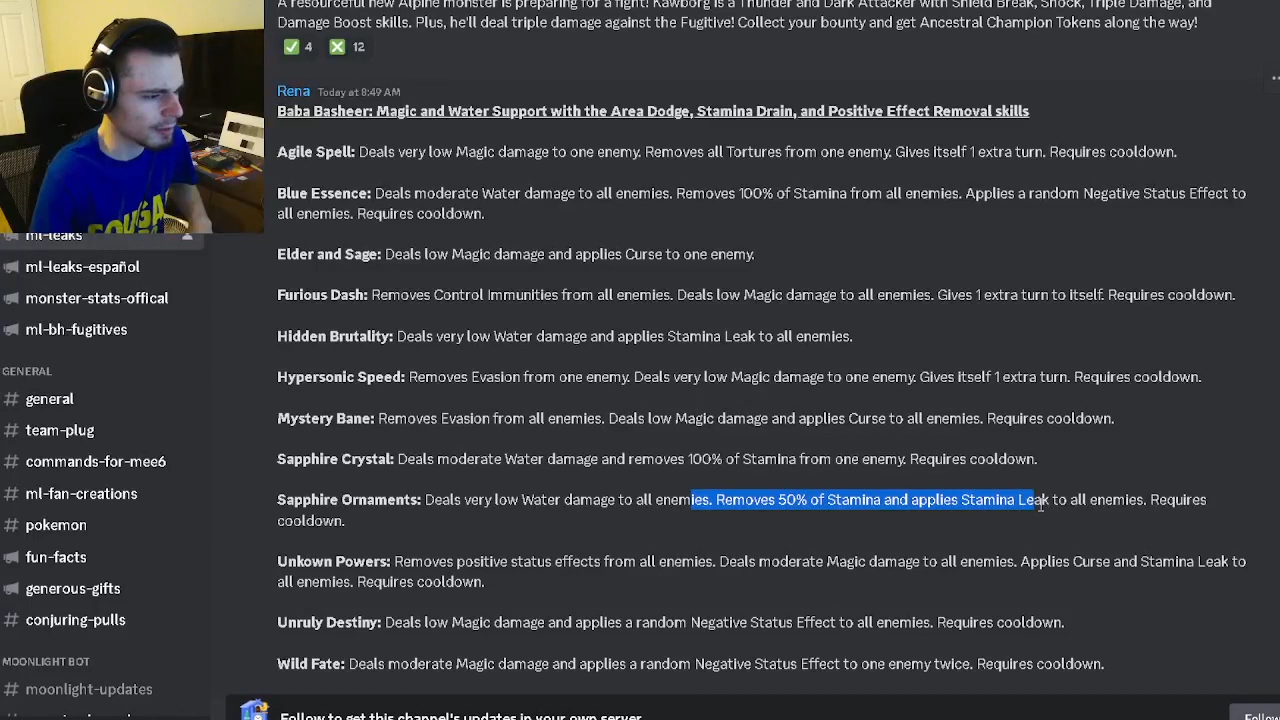 A resourceful new Alpine monster is preparing for a fight! Kawborg is a Thunder and Dark Attacker with Shield Break, Shock, Triple Damage, and
Damage Boost skills. Plus, he'll deal triple damage against the Fugitive! Collect your bounty and get Ancestral Champion Tokens along the way!
4 12
Rena Today at 8:49 AM
Baba Basheer: Magic and Water Support with the Area Dodge, Stamina Drain, and Positive Effect Removal skills
Agile Spell: Deals very low Magic damage to one enemy. Removes all Tortures from one enemy. Gives itself 1 extra turn. Requires cooldown.
Blue Essence: Deals moderate Water damage to all enemies. Removes 100% of Stamina from all enemies. Applies a random Negative Status Effect to
all enemies. Requires cooldown.
Elder and Sage: Deals low Magic damage and applies Curse to one enemy.
Furious Dash: Removes Control Immunities from all enemies. Deals low Magic damage to all enemies. Gives 1 extra turn to itself. Requires cooldown.
Hidden Brutality: Deals very low Water damage and applies Stamina Leak to all enemies.
Hypersonic Speed: Removes Evasion from one enemy. Deals very low Magic damage to one enemy. Gives itself 1 extra turn. Requires cooldown.
Mystery Bane: Removes Evasion from all enemies. Deals low Magic damage and applies Curse to all enemies. Requires cooldown.
Sapphire Crystal: Deals moderate Water damage and removes 100% of Stamina from one enemy. Requires cooldown.
Sapphire Ornaments: Deals very low Water damage to all enemies. Removes 50% of Stamina and applies Stamina Leak to all enemies. Requires
cooldown.
Unkown Powers: Removes positive status effects from all enemies. Deals moderate Magic damage to all enemies. Applies Curse and Stamina Leak to
all enemies. Requires cooldown.
Unruly Destiny: Deals low Magic damage and applies a random Negative Status Effect to all enemies. Requires cooldown.
Wild Fate: Deals moderate Magic damage and applies a random Negative Status Effect to one enemy twice. Requires cooldown.
Follow to get this channel's updates in your own server.
Follow
ml-leaks
ml-leaks-español
monster-stats-offical
ml-bh-fugitives
GENERAL
general
team-plug
commands-for-mee6
ml-fan-creations
pokemon
fun-facts
generous-gifts
conjuring-pulls
MOONLIGHT BOT
moonlight-updates